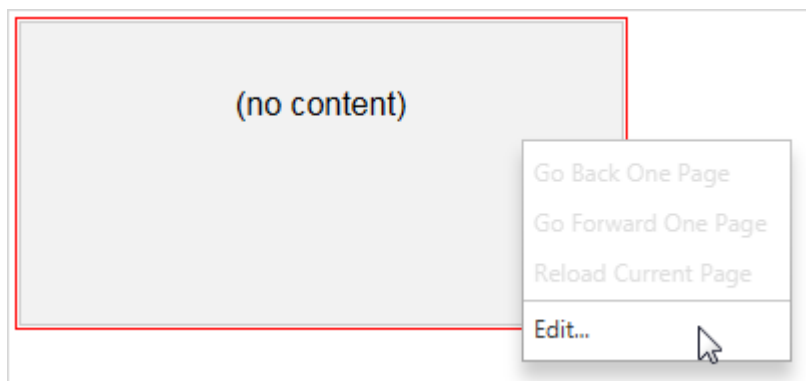 (no content)
Go Back One Page
Go Forward One Page
Reload Current Page
Edit...